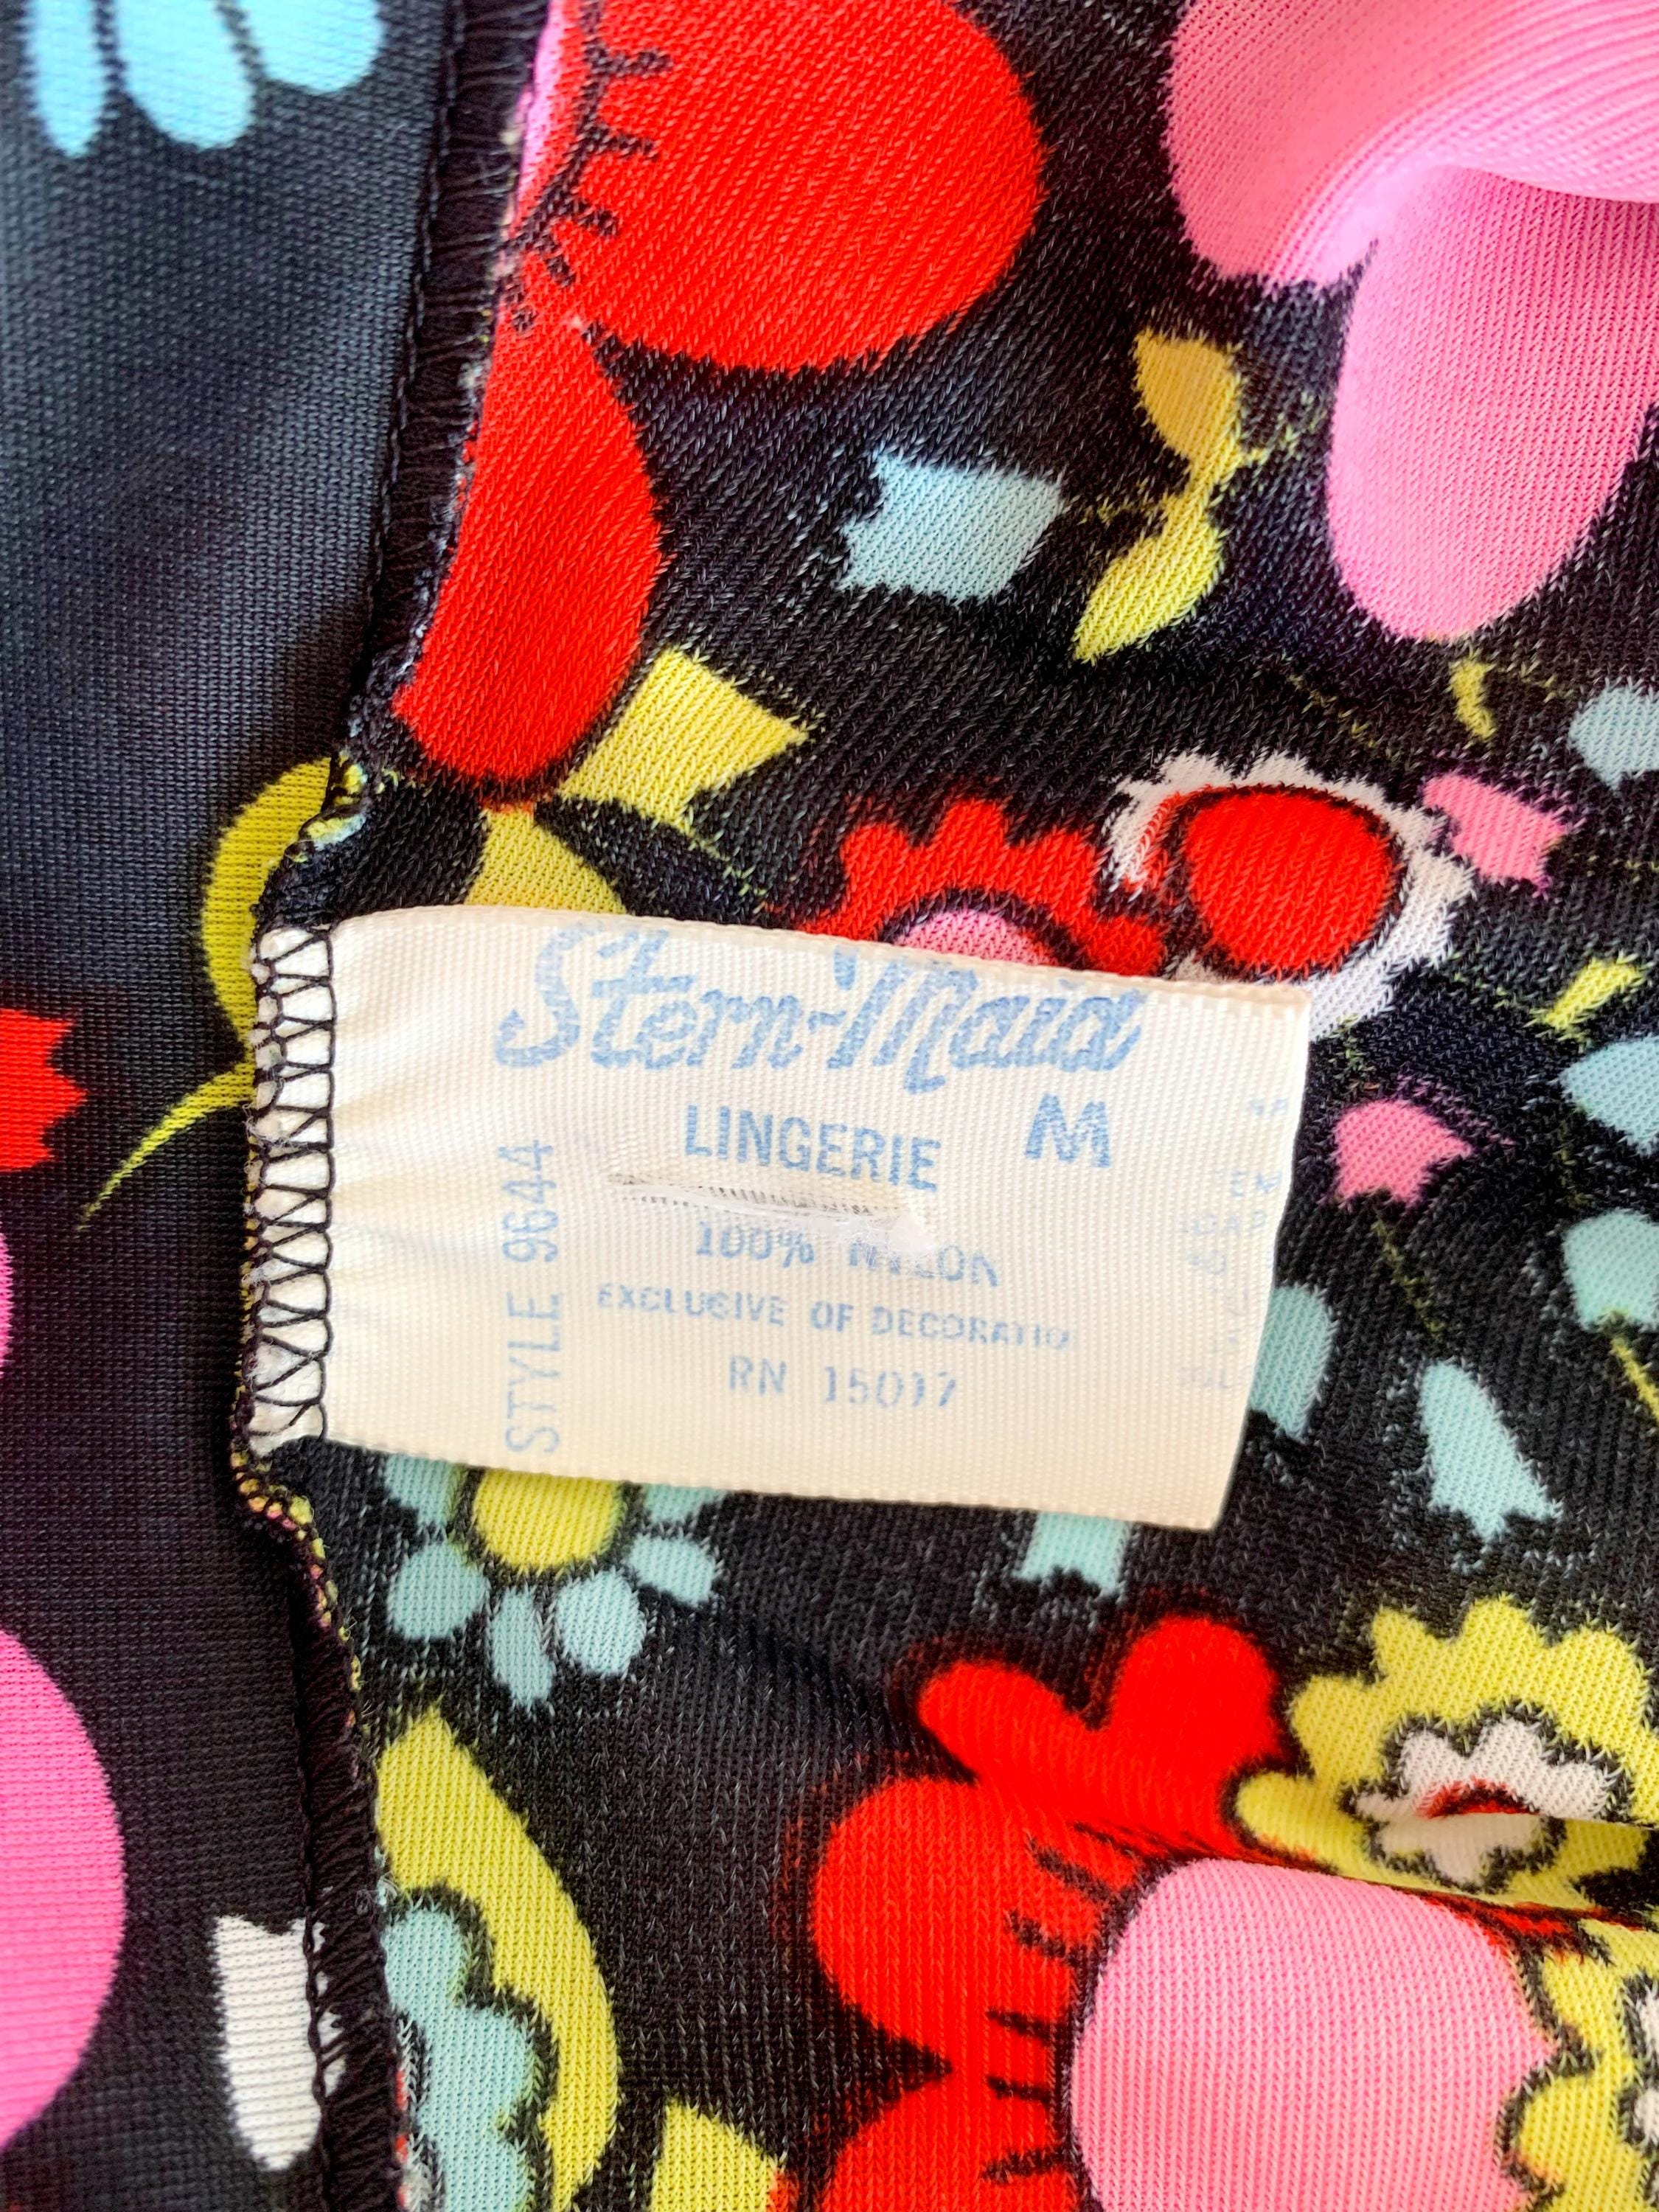 Stern-Maid
LINGERIE M
100% NYLON
EXCLUSIVE OF DECORATIO
RN 15017
STYLE 9644